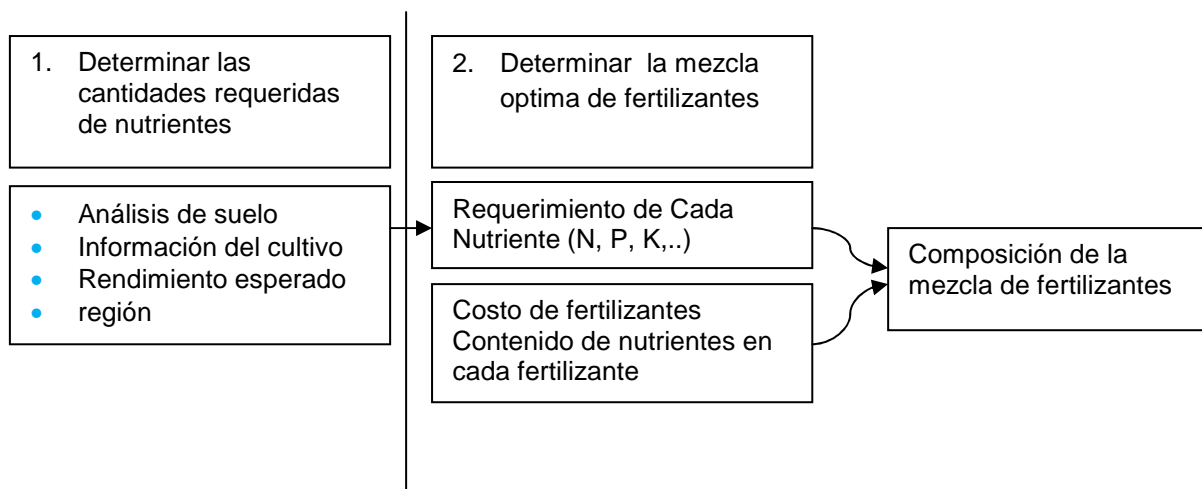 1. Determinar las
cantidades requeridas
de nutrientes
2. Determinar la mezcla
optima de fertilizantes
• Análisis de suelo
• Información del cultivo
• Rendimiento esperado
• región
Requerimiento de Cada
Nutriente (N, P, K,..)
Costo de fertilizantes
Contenido de nutrientes en
cada fertilizante
Composición de la
mezcla de fertilizantes